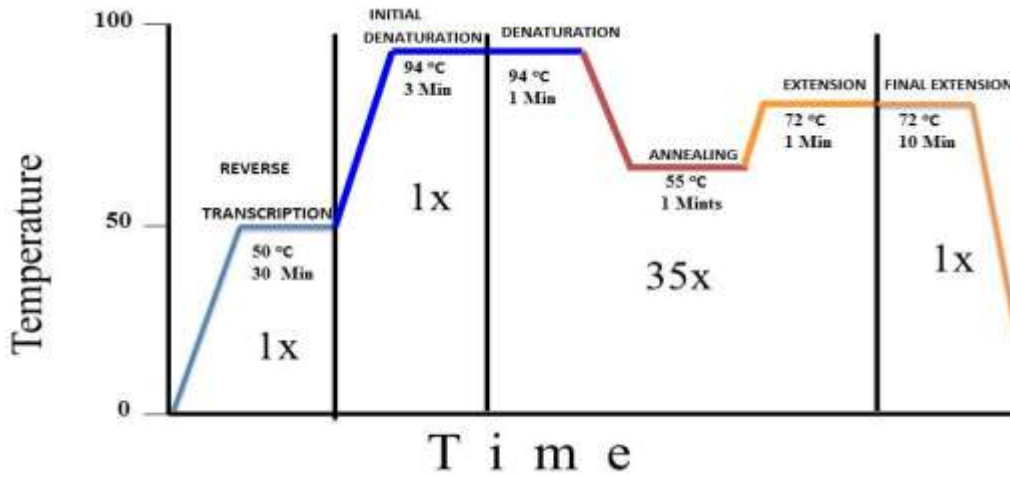 100
50
0
Temperature
T i m e
REVERSE
TRANSCRIPTION
50 °C
30 Min
1x
INITIAL
DENATURATION
94 °C
3 Min
1x
DENATURATION
94 °C
1 Min
ANNEALING
55 °C
1 Mints
35x
EXTENSION
72 °C
1 Min
FINAL EXTENSION
72 °C
10 Min
1x